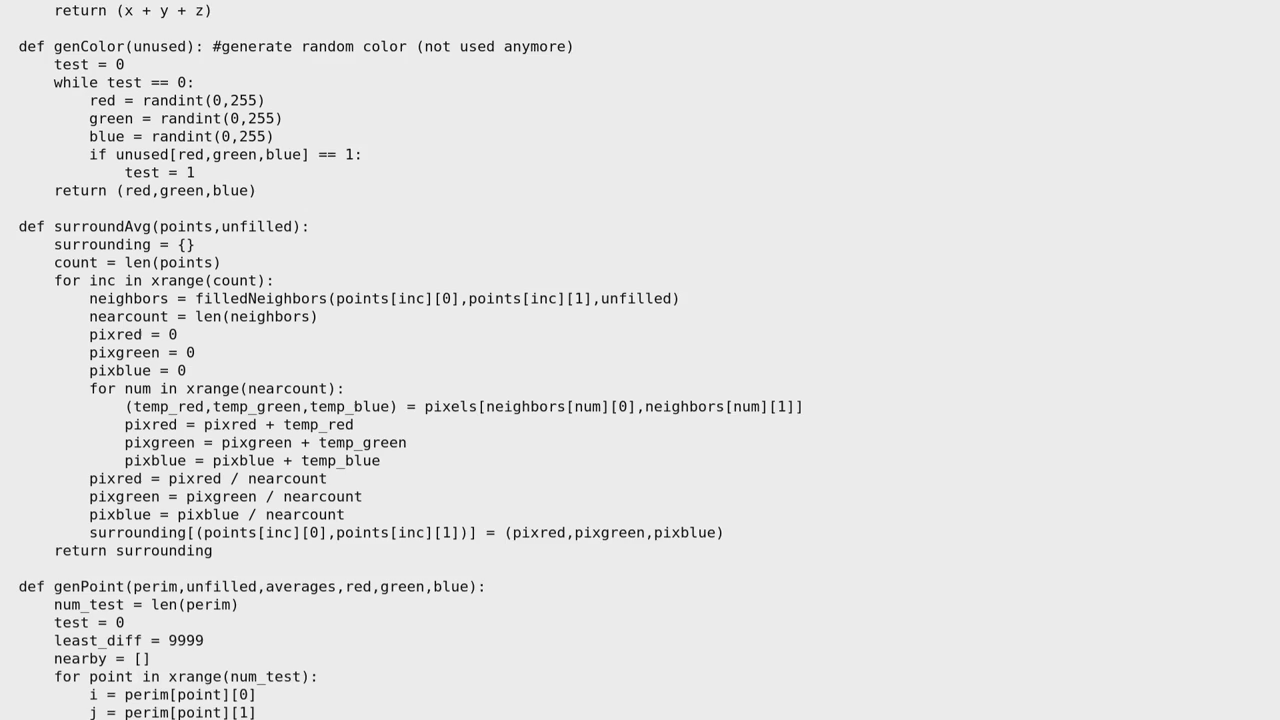 return (x + y + z)

def genColor(unused): #generate random color (not used anymore)
    test = 0
    while test == 0:
        red = randint(0,255)
        green = randint(0,255)
        blue = randint(0,255)
        if unused[red,green,blue] == 1:
            test = 1
    return (red,green,blue)

def surroundAvg(points,unfilled):
    surrounding = {}
    count = len(points)
    for inc in xrange(count):
        neighbors = filledNeighbors(points[inc][0],points[inc][1],unfilled)
        nearcount = len(neighbors)
        pixred = 0
        pixgreen = 0
        pixblue = 0
        for num in xrange(nearcount):
            (temp_red,temp_green,temp_blue) = pixels[neighbors[num][0],neighbors[num][1]]
            pixred = pixred + temp_red
            pixgreen = pixgreen + temp_green
            pixblue = pixblue + temp_blue
        pixred = pixred / nearcount
        pixgreen = pixgreen / nearcount
        pixblue = pixblue / nearcount
        surrounding[(points[inc][0],points[inc][1])] = (pixred,pixgreen,pixblue)
    return surrounding

def genPoint(perim,unfilled,averages,red,green,blue):
    num_test = len(perim)
    test = 0
    least_diff = 9999
    nearby = []
    for point in xrange(num_test):
        i = perim[point][0]
        j = perim[point][1]